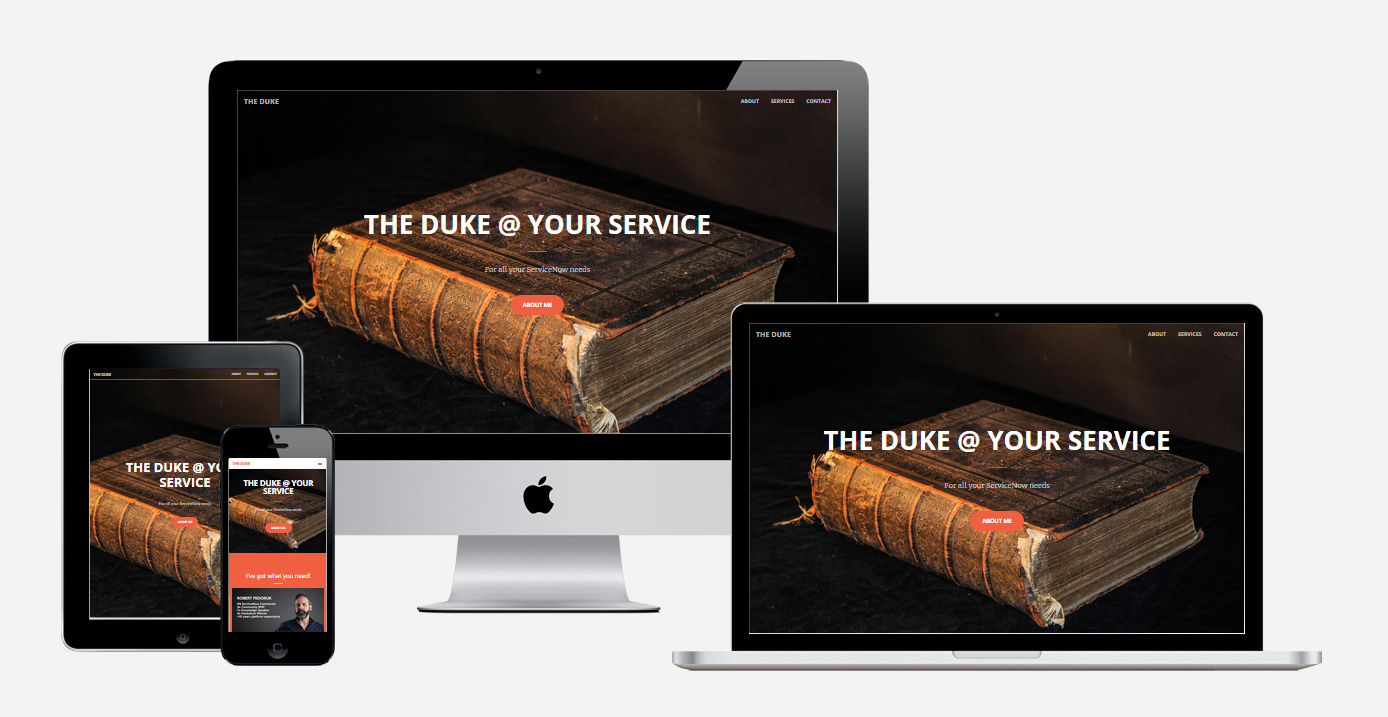 THE DUKE
ABOUT SERVICES CONTACT
THE DUKE @ YOUR SERVICE
For all your ServiceNow needs
ABOUT ME
THE DUKE
ABOUT SERVICES CONTACT
THE DUKE @ YOUR SERVICE
For all your ServiceNow needs
ABOUT ME
THE DUKE
ABOUT SERVICES CONTACT
THE DUKE @ YO
SERVICE
For all your ServiceNow needs
ABOUT ME
THE DUKE
THE DUKE @ YOUR
SERVICE
For all your ServiceNow needs
ABOUT ME
I've got what you need!
ROBERT FEDORUK